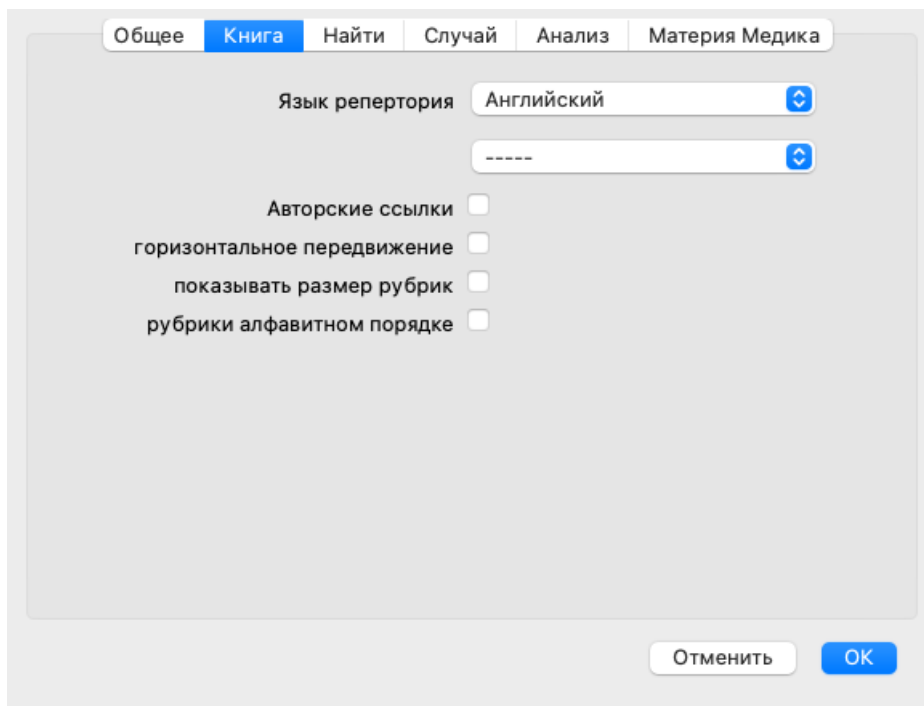 Общее Книга Найти Случай Анализ Материя Медика
Язык репертория Английский
-----
Авторские ссылки
горизонтальное передвижение
показывать размер рубрик
рубрики алфавитном порядке
Отменить OK